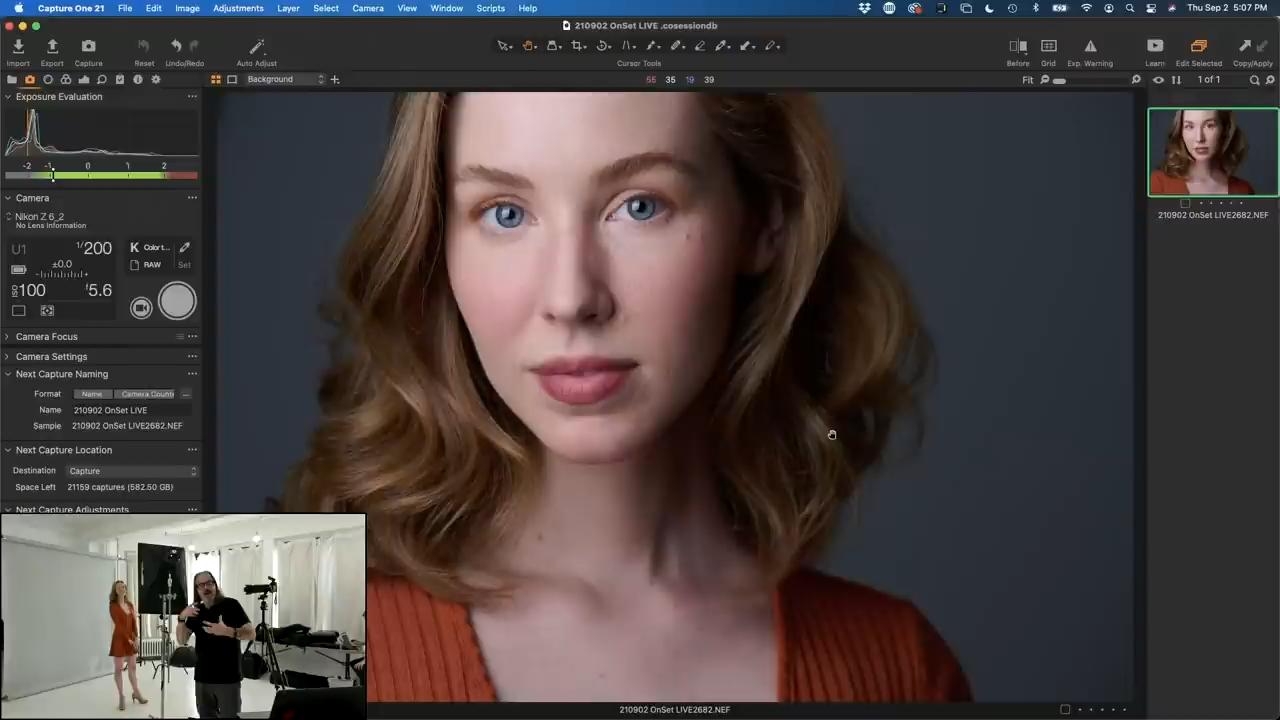 Capture One 21 File Edit Image Adjustments Layer Select Camera View Window Scripts Help Thu Sep 2 5:07 PM
210902 OnSet LIVE .cosessiondb
Import Export Capture Reset Undo/Redo Auto Adjust Cursor Tools Before Grid Exp. Warning Learn Edit Selected Copy/Apply
Background 55 35 19 39 Fit 1 of 1
Exposure Evaluation
-2 -1 0 1 2
Camera
Nikon Z 6_2
No Lens Information
U1 1/200 K Color t...
±0.0 RAW Set
ISO 100 f5.6
Camera Focus
Camera Settings
Next Capture Naming
Format Name Camera Count
Name 210902 OnSet LIVE
Sample 210902 OnSet LIVE2682.NEF
Next Capture Location
Destination Capture
Space Left 21159 captures (582.50 GB)
Next Capture Adjustments
210902 OnSet LIVE2682.NEF
210902 OnSet LIVE2682.NEF